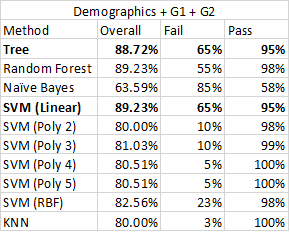 Demographics + G1 + G2
Method Overall Fail Pass
Tree 88.72% 65% 95%
Random Forest 89.23% 55% 98%
Naïve Bayes 63.59% 85% 58%
SVM (Linear) 89.23% 65% 95%
SVM (Poly 2) 80.00% 10% 98%
SVM (Poly 3) 81.03% 10% 99%
SVM (Poly 4) 80.51% 5% 100%
SVM (Poly 5) 80.51% 5% 100%
SVM (RBF) 82.56% 23% 98%
KNN 80.00% 3% 100%